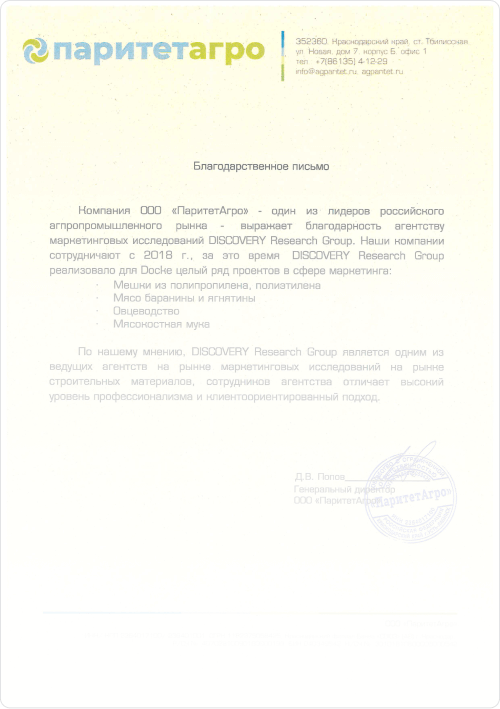 паритетагро
352360, Краснодарский край, ст. Тбилисская
ул. Новая, дом 7, корпус Б, офис 1
тел. +7(86135) 4-12-29
info@agparitet.ru, agparitet.ru
Благодарственное письмо
Компания ООО «ПаритетАгро» - один из лидеров российского
агропромышленного рынка - выражает благодарность агентству
маркетинговых исследований DISCOVERY Research Group. Наши компании
сотрудничают с 2018 г., за это время DISCOVERY Research Group
реализовало для Docke целый ряд проектов в сфере маркетинга:
· Мешки из полипропилена, полиэтилена
· Мясо баранины и ягнятины
· Овцеводство
· Мясокостная мука
По нашему мнению, DISCOVERY Research Group является одним из
ведущих агентств на рынке маркетинговых исследований на рынке
строительных материалов, сотрудников агентства отличает высокий
уровень профессионализма и клиентоориентированный подход.
Д.В. Попов
Генеральный директор
ООО «ПаритетАгро»
«ПаритетАгро»